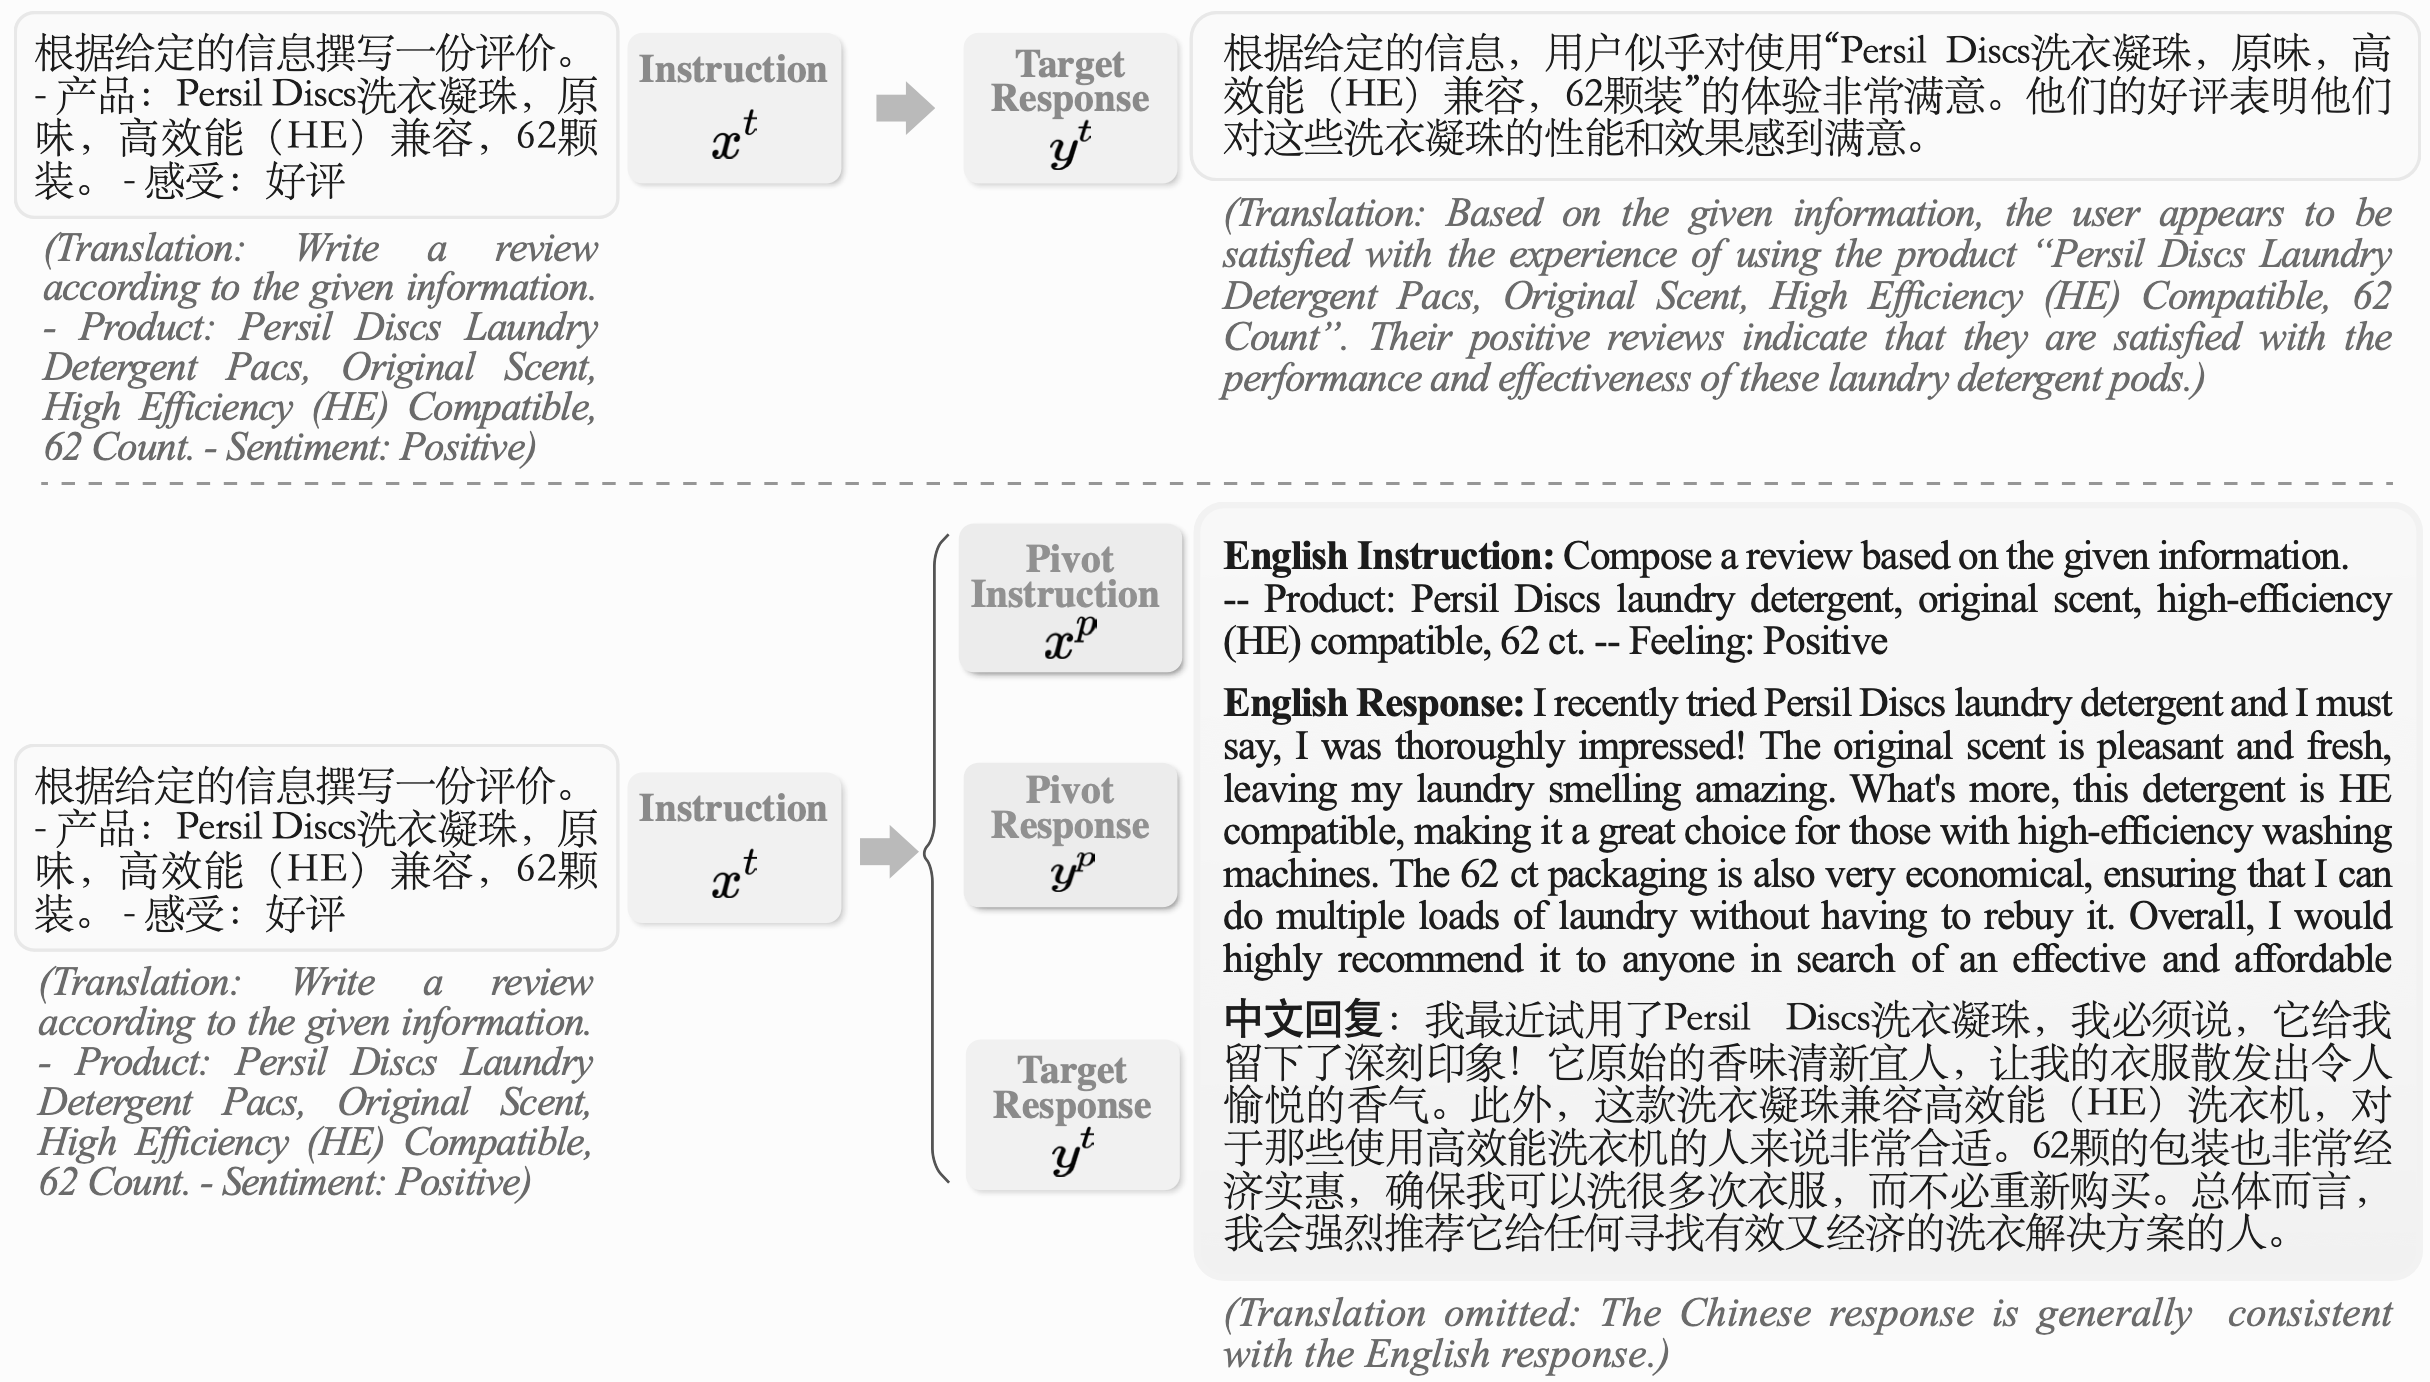 根据给定的信息撰写一份评价。
- 产品：Persil Discs洗衣凝珠，原
味，高效能（HE）兼容，62颗
装。 - 感受：好评
(Translation: Write a review
according to the given information.
- Product: Persil Discs Laundry
Detergent Pacs, Original Scent,
High Efficiency (HE) Compatible,
62 Count. - Sentiment: Positive)
Instruction
x^t
Target
Response
y^t
根据给定的信息，用户似乎对使用“Persil Discs洗衣凝珠，原味，高
效能（HE）兼容，62颗装”的体验非常满意。他们的好评表明他们
对这些洗衣凝珠的性能和效果感到满意。
(Translation: Based on the given information, the user appears to be
satisfied with the experience of using the product “Persil Discs Laundry
Detergent Pacs, Original Scent, High Efficiency (HE) Compatible, 62
Count”. Their positive reviews indicate that they are satisfied with the
performance and effectiveness of these laundry detergent pods.)
根据给定的信息撰写一份评价。
- 产品：Persil Discs洗衣凝珠，原
味，高效能（HE）兼容，62颗
装。 - 感受：好评
(Translation: Write a review
according to the given information.
- Product: Persil Discs Laundry
Detergent Pacs, Original Scent,
High Efficiency (HE) Compatible,
62 Count. - Sentiment: Positive)
Instruction
x^t
Pivot
Instruction
x^p
Pivot
Response
y^p
Target
Response
y^t
English Instruction: Compose a review based on the given information.
-- Product: Persil Discs laundry detergent, original scent, high-efficiency
(HE) compatible, 62 ct. -- Feeling: Positive
English Response: I recently tried Persil Discs laundry detergent and I must
say, I was thoroughly impressed! The original scent is pleasant and fresh,
leaving my laundry smelling amazing. What's more, this detergent is HE
compatible, making it a great choice for those with high-efficiency washing
machines. The 62 ct packaging is also very economical, ensuring that I can
do multiple loads of laundry without having to rebuy it. Overall, I would
highly recommend it to anyone in search of an effective and affordable
中文回复：我最近试用了Persil Discs洗衣凝珠，我必须说，它给我
留下了深刻印象！它原始的香味清新宜人，让我的衣服散发出令人
愉悦的香气。此外，这款洗衣凝珠兼容高效能（HE）洗衣机，对
于那些使用高效能洗衣机的人来说非常合适。62颗的包装也非常经
济实惠，确保我可以洗很多次衣服，而不必重新购买。总体而言，
我会强烈推荐它给任何寻找有效又经济的洗衣解决方案的人。
(Translation omitted: The Chinese response is generally consistent
with the English response.)